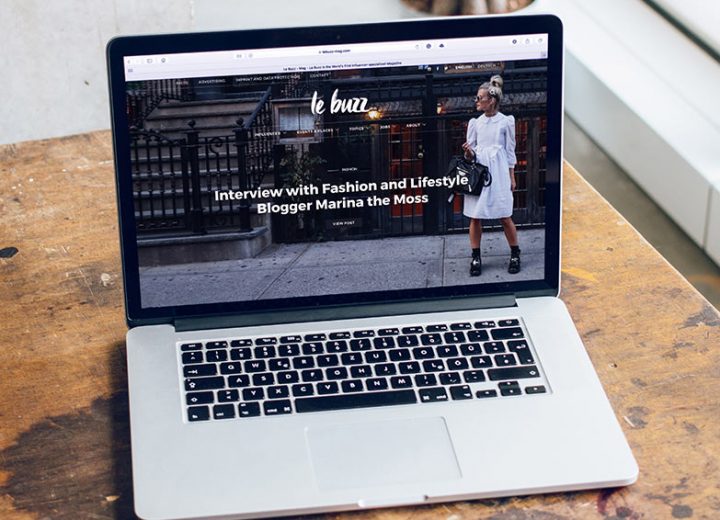 lebuzz-mag.com
Le Buzz – Mag – Le Buzz is the World's First Influencer specialized Magazine
ADVERTISING IMPRINT AND DATA PROTECTION CONTACT
ENGLISH DEUTSCH
le buzz
INFLUENCER EVENTS & PLACES TOPICS JOBS ABOUT
FASHION
Interview with Fashion and Lifestyle
Blogger Marina the Moss
VIEW POST